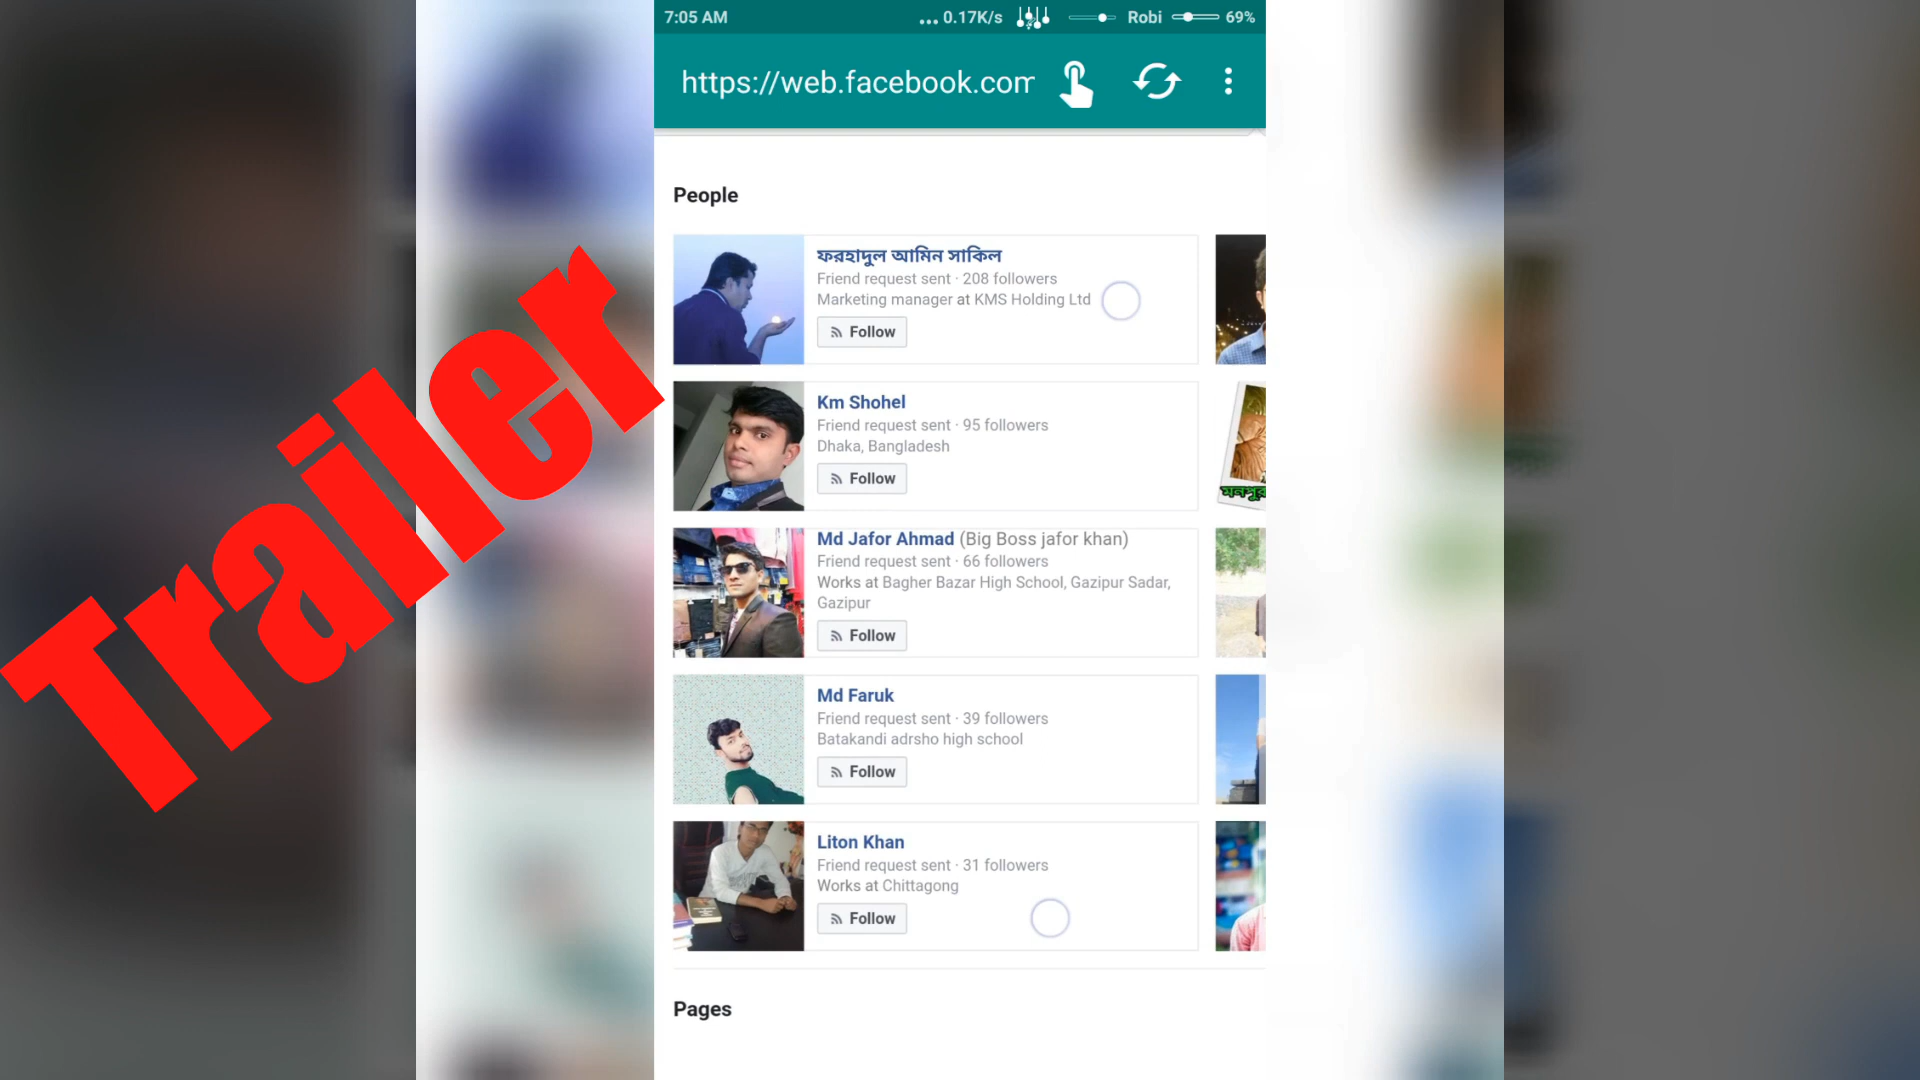 7:05 AM ... 0.17K/s Robi 69%
https://web.facebook.com
People
ফরহাদুল আমিন সাকিল
Friend request sent · 208 followers
Marketing manager at KMS Holding Ltd
Follow
Km Shohel
Friend request sent · 95 followers
Dhaka, Bangladesh
Follow
মনপুর
Md Jafor Ahmad (Big Boss jafor khan)
Friend request sent · 66 followers
Works at Bagher Bazar High School, Gazipur Sadar,
Gazipur
Follow
Md Faruk
Friend request sent · 39 followers
Batakandi adrsho high school
Follow
Liton Khan
Friend request sent · 31 followers
Works at Chittagong
Follow
Pages
Trailer